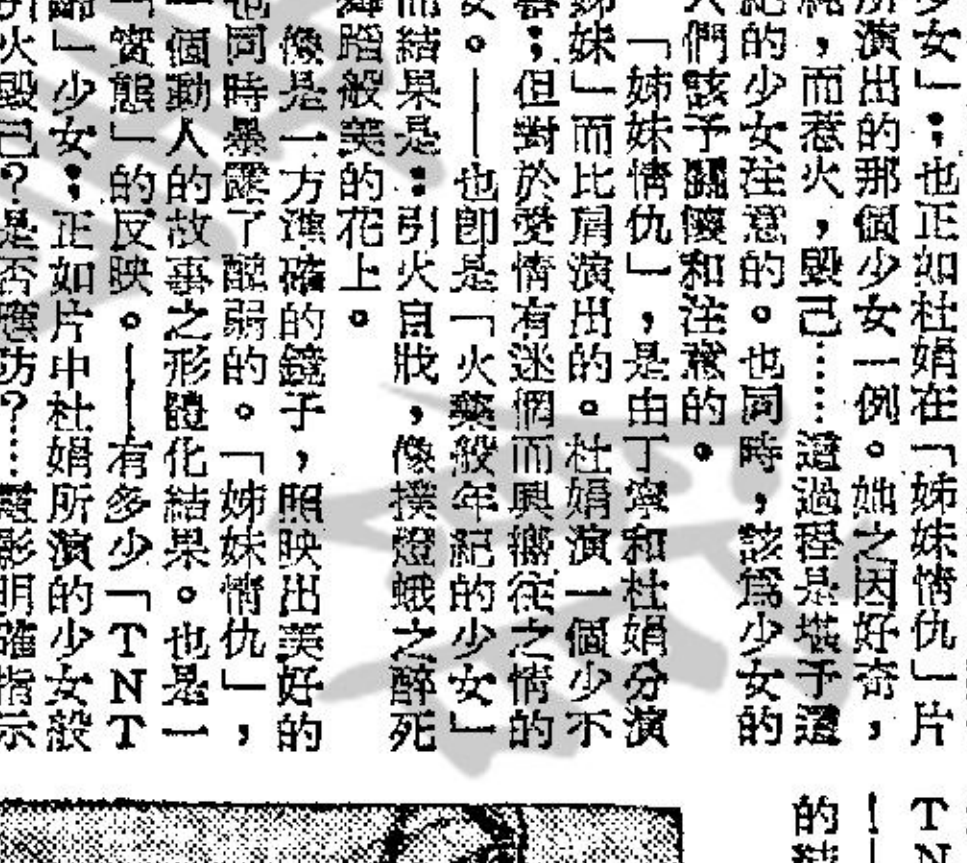 少女」；也正如杜娟在「姊妹情仇」片
所演出的那個少女一例。她之因好奇，
純，而惹火，毀己……這過程是堪予這
紀的少女注意的。也同時，該為少女的
人們該予關懷和注意的。
「姊妹情仇」，是由丁寧和杜娟分演
姊妹」而比肩演出的。杜娟演一個少不
喜；但對於愛情有迷惘而興嚮往之情的
女。——也即是「火藥般年紀的少女」
而結果是：引火自戕，像撲燈蛾之醉死
舞蹈般美的花上。
像是一方準確的鏡子，照映出美好的
也同時暴露了醜弱的。「姊妹情仇」，
一個動人的故事之形體化結果。也是一
「實態」的反映。——有多少「TNT
」少女；正如片中杜娟所演的少女般
引火毀己？是否應防？……電影明確指示
TN
！
的結